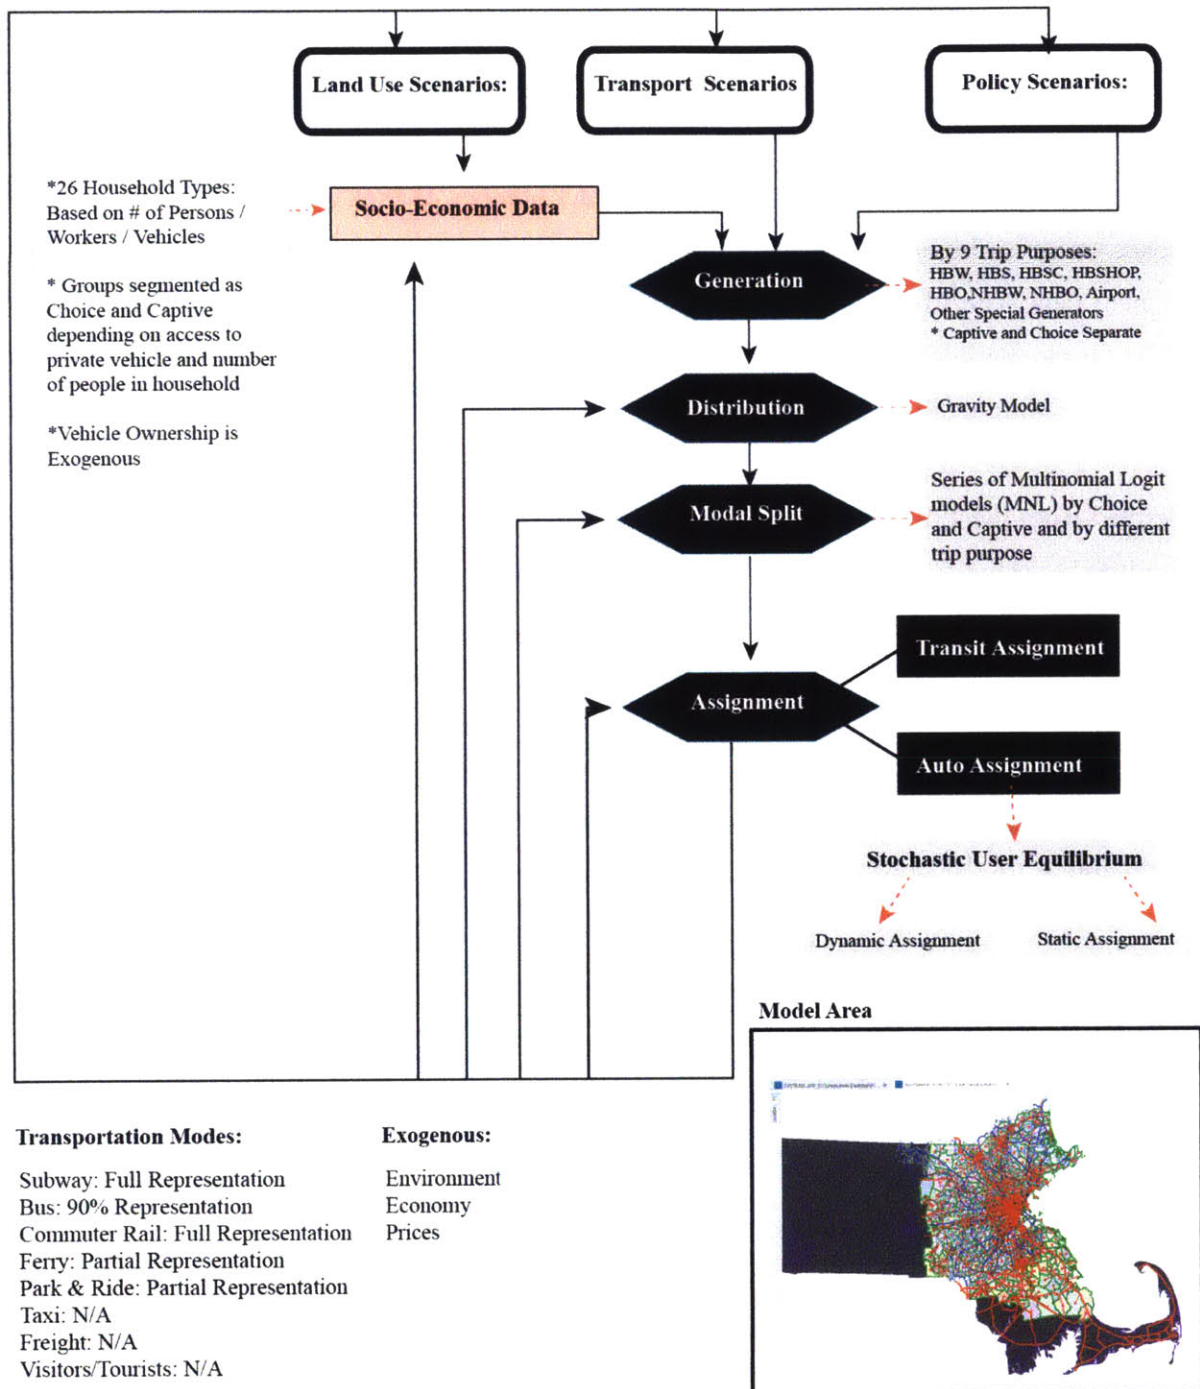 Land Use Scenarios:
Transport Scenarios
Policy Scenarios:
*26 Household Types:
Based on # of Persons /
Workers / Vehicles
* Groups segmented as
Choice and Captive
depending on access to
private vehicle and number
of people in household
*Vehicle Ownership is
Exogenous
Socio-Economic Data
Generation
By 9 Trip Purposes:
HBW, HBS, HBSC, HBSHOP,
HBO,NHBW, NHBO, Airport,
Other Special Generators
* Captive and Choice Separate
Distribution
Gravity Model
Modal Split
Series of Multinomial Logit
models (MNL) by Choice
and Captive and by different
trip purpose
Assignment
Transit Assignment
Auto Assignment
Stochastic User Equilibrium
Dynamic Assignment
Static Assignment
Model Area
Transportation Modes:
Subway: Full Representation
Bus: 90% Representation
Commuter Rail: Full Representation
Ferry: Partial Representation
Park & Ride: Partial Representation
Taxi: N/A
Freight: N/A
Visitors/Tourists: N/A
Exogenous:
Environment
Economy
Prices